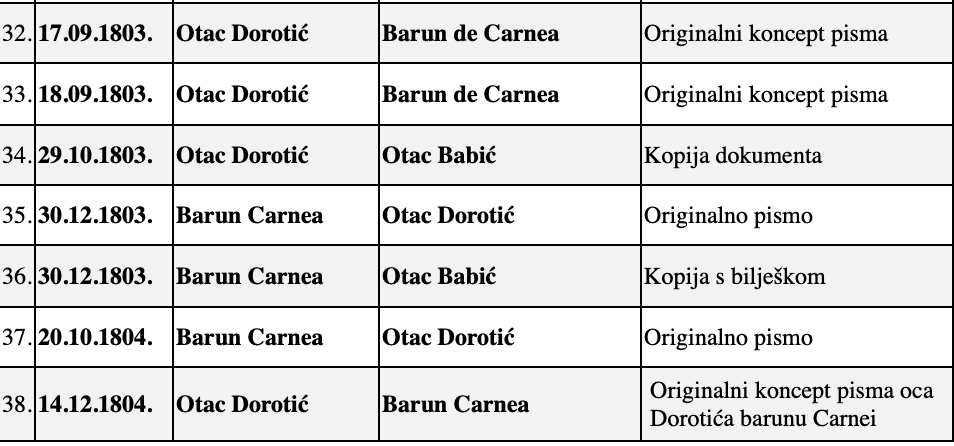 32. 17.09.1803. Otac Dorotić Barun de Carnea Originalni koncept pisma
33. 18.09.1803. Otac Dorotić Barun de Carnea Originalni koncept pisma
34. 29.10.1803. Otac Dorotić Otac Babić Kopija dokumenta
35. 30.12.1803. Barun Carnea Otac Dorotić Originalno pismo
36. 30.12.1803. Barun Carnea Otac Babić Kopija s bilješkom
37. 20.10.1804. Barun Carnea Otac Dorotić Originalno pismo
38. 14.12.1804. Otac Dorotić Barun Carnea Originalni koncept pisma oca
Dorotića barunu Carnei